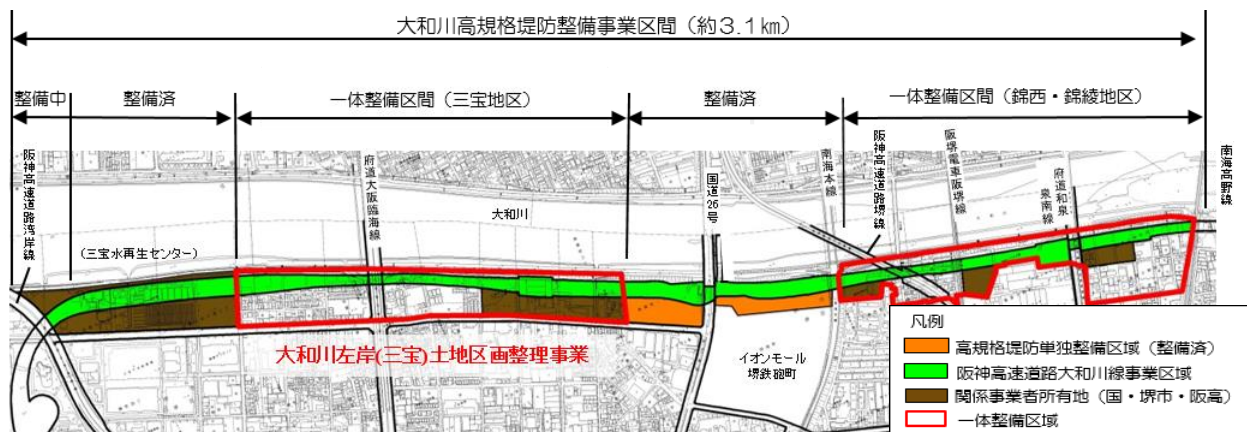 大和川高規格堤防整備事業区間（約３.１㎞）
整備中
整備済
一体整備区間（三宝地区）
整備済
一体整備区間（錦西・錦綾地区）
阪神高速道路湾岸線
（三宝水再生センター）
府道大阪臨海線
大和川
国道26号
南海本線
阪神高速道路堺線
阪堺電車阪堺線
府道和泉
泉南線
南海高野線
大和川左岸(三宝)土地区画整理事業
イオンモール
堺鉄砲町
凡例
高規格堤防単独整備区域（整備済）
阪神高速道路大和川線事業区域
関係事業者所有地（国・堺市・阪高）
一体整備区域